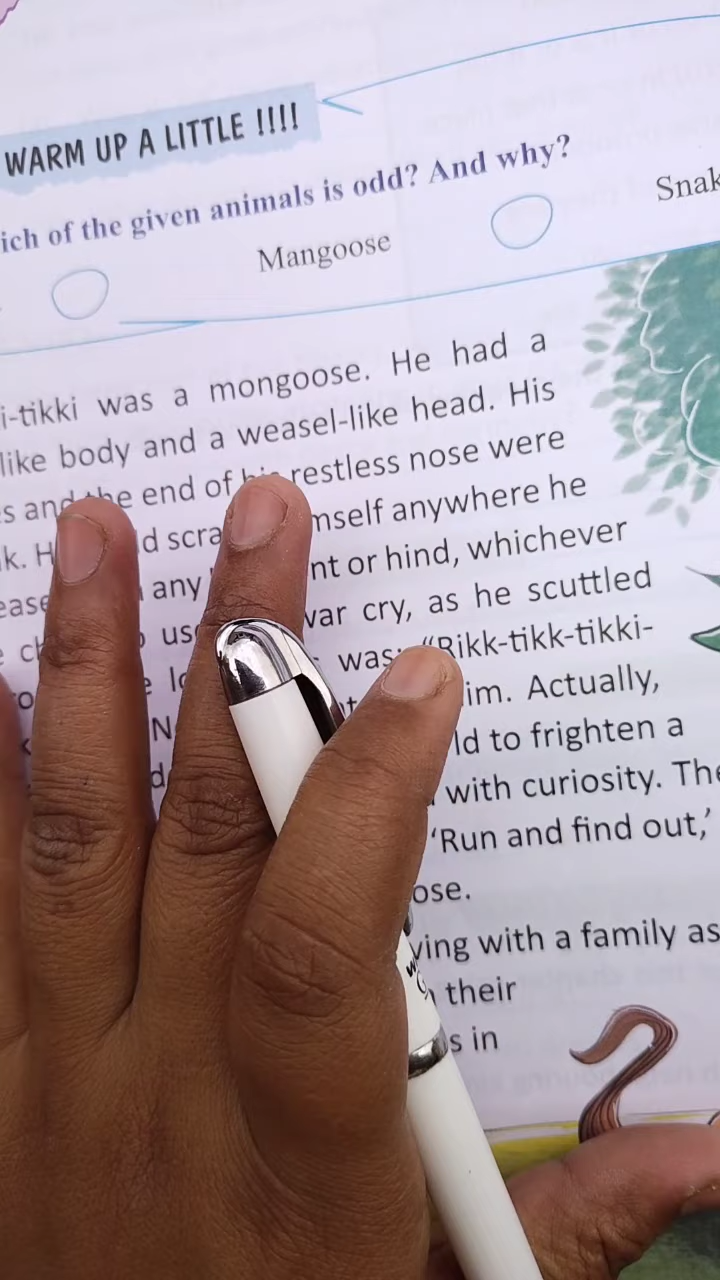 WARM UP A LITTLE !!!!
ich of the given animals is odd? And why?
Mangoose
Snak
i-tikki was a mongoose. He had a
like body and a weasel-like head. His
s and the end of his restless nose were
k. H d scra mself anywhere he
ease any nt or hind, whichever
us war cry, as he scuttled
was: “Rikk-tikk-tikki-
im. Actually,
ld to frighten a
with curiosity. The
‘Run and find out,’
ose.
ving with a family as
their
s in